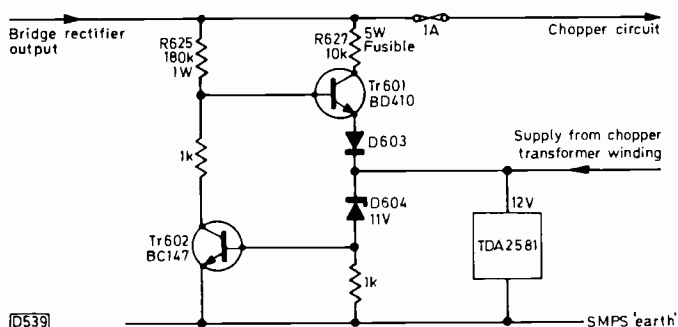 Bridge rectifier
output
R625
180k
1W
R627
10k
5W
Fusible
1A
Chopper circuit
Tr601
BD410
D603
Supply from chopper
transformer winding
1k
D604
11V
12V
TDA2581
Tr602
BC147
1k
D539
SMPS 'earth'